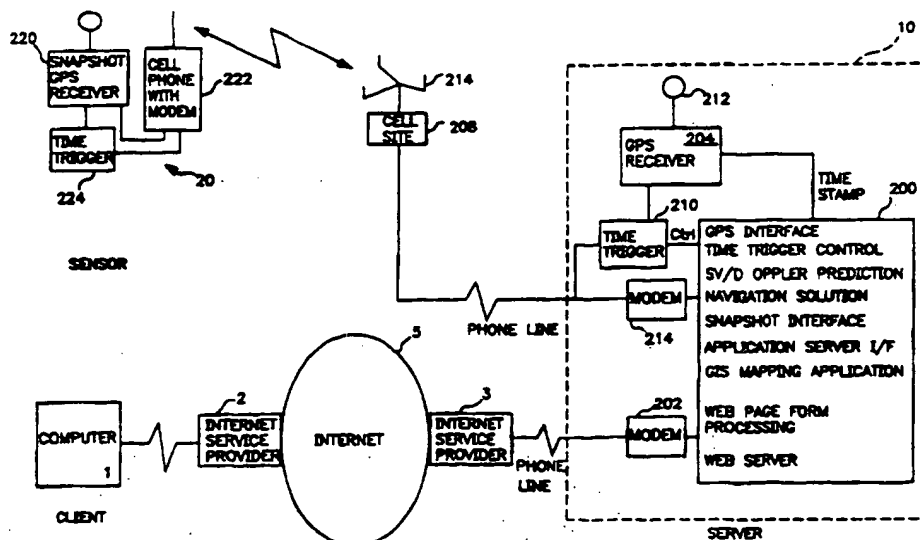 10
220
SNAPSHOT
GPS
RECEIVER
CELL
PHONE
WITH
MODEM
222
214
212
CELL
SITE
208
GPS 204
RECEIVER
TIME
STAMP
200
TIME
TRIGGER
224
20
210
TIME
TRIGGER
Ctrl
GPS INTERFACE
TIME TRIGGER CONTROL
SV/D OPPLER PREDICTION
NAVIGATION SOLUTION
SNAPSHOT INTERFACE
APPLICATION SERVER I/F
GIS MAPPING APPLICATION
WEB PAGE FORM
PROCESSING
WEB SERVER
SENSOR
MODEM
214
PHONE LINE
5
2
3
202
COMPUTER
1
INTERNET
SERVICE
PROVIDER
INTERNET
INTERNET
SERVICE
PROVIDER
MODEM
PHONE
LINE
CLIENT
SERVER